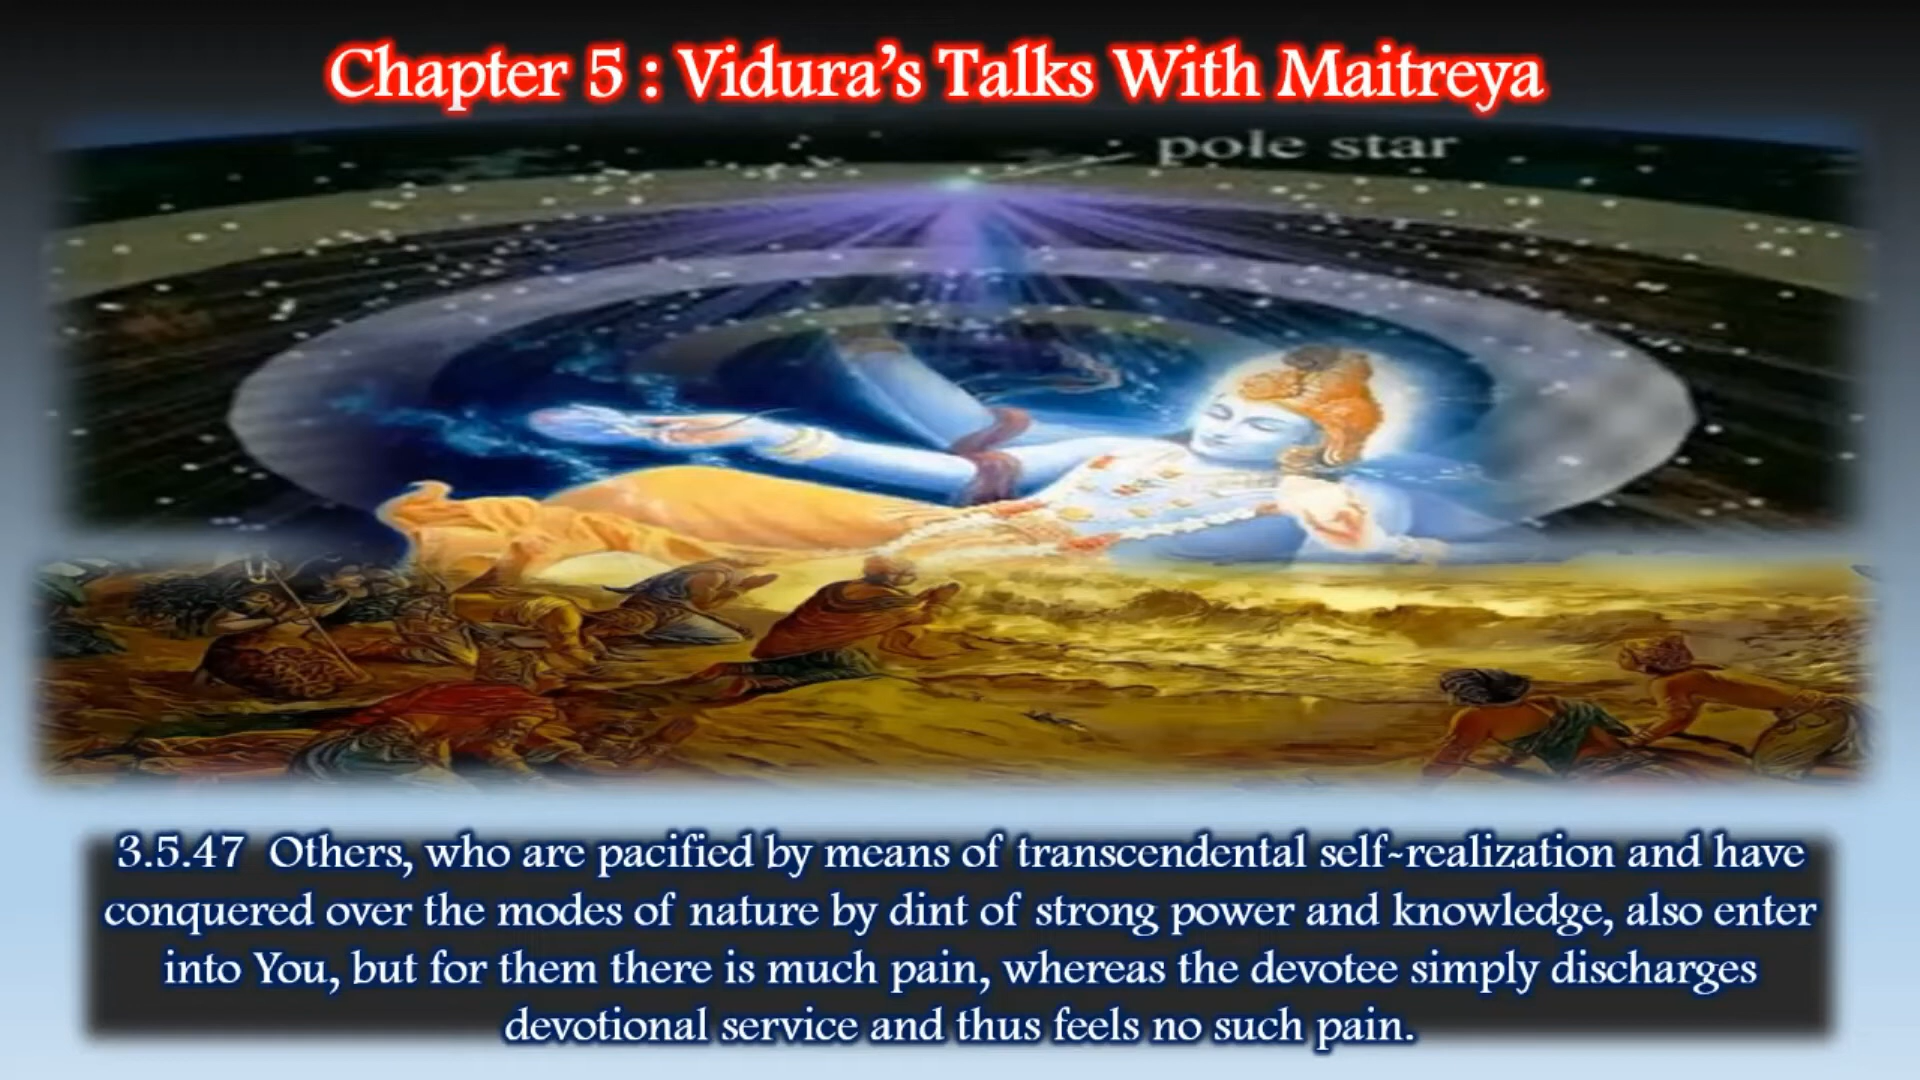 Chapter 5 : Vidura's Talks With Maitreya
pole star
3.5.47 Others, who are pacified by means of transcendental self-realization and have
conquered over the modes of nature by dint of strong power and knowledge, also enter
into You, but for them there is much pain, whereas the devotee simply discharges
devotional service and thus feels no such pain.